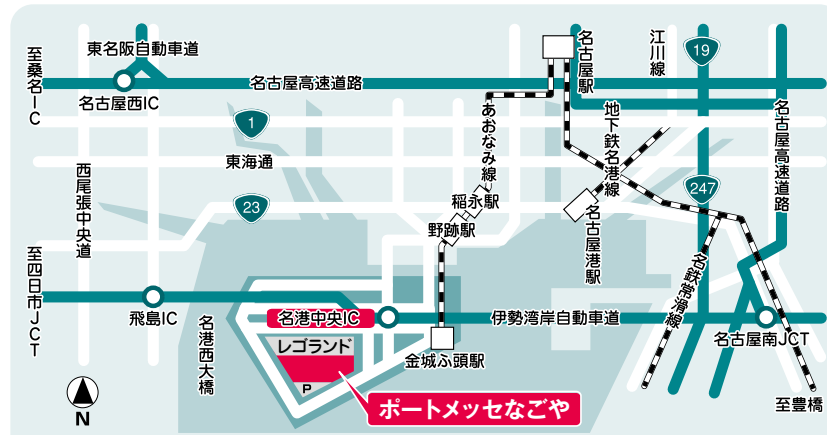 東名阪自動車道
至桑名IC
名古屋西IC
名古屋高速道路
名古屋駅
江川線
19
1
東海通
あおなみ線
地下鉄名港線
名古屋高速道路
西尾張中央道
23
稲永駅
野跡駅
名古屋港駅
247
至四日市JCT
飛島IC
名港西大橋
名港中央IC
伊勢湾岸自動車道
名鉄常滑線
名古屋南JCT
レゴランド
P
金城ふ頭駅
ポートメッセなごや
至豊橋
N